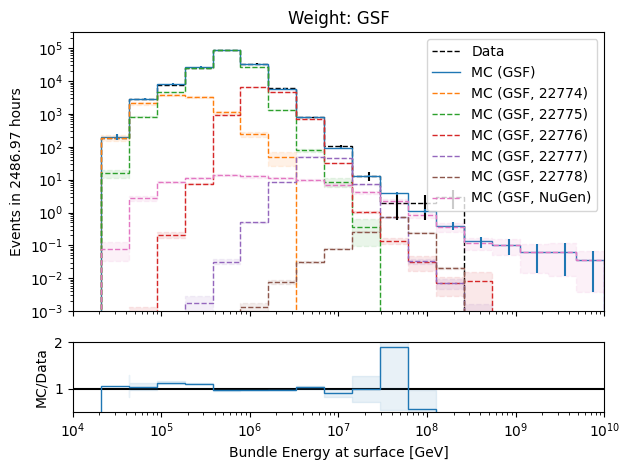 Weight: GSF
Events in 2486.97 hours
10^5
10^4
10^3
10^2
10^1
10^0
10^-1
10^-2
10^-3
Data
MC (GSF)
MC (GSF, 22774)
MC (GSF, 22775)
MC (GSF, 22776)
MC (GSF, 22777)
MC (GSF, 22778)
MC (GSF, NuGen)
MC/Data
2
1
10^4 10^5 10^6 10^7 10^8 10^9 10^10
Bundle Energy at surface [GeV]